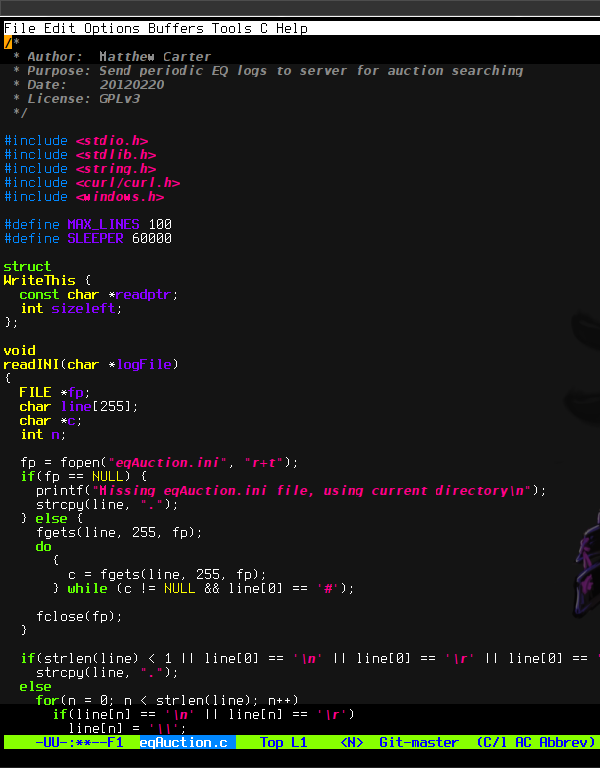 File Edit Options Buffers Tools C Help
/*
 * Author:  Matthew Carter
 * Purpose: Send periodic EQ logs to server for auction searching
 * Date:    20120220
 * License: GPLv3
 */
#include <stdio.h>
#include <stdlib.h>
#include <string.h>
#include <curl/curl.h>
#include <windows.h>
#define MAX_LINES 100
#define SLEEPER 60000
struct
WriteThis {
  const char *readptr;
  int sizeleft;
};
void
readINI(char *logFile)
{
  FILE *fp;
  char line[255];
  char *c;
  int n;
  fp = fopen("eqAuction.ini", "r+t");
  if(fp == NULL) {
    printf("Missing eqAuction.ini file, using current directory\n");
    strcpy(line, ".");
  } else {
    fgets(line, 255, fp);
    do
      {
        c = fgets(line, 255, fp);
      } while (c != NULL && line[0] == '#');
    fclose(fp);
  }
  if(strlen(line) < 1 || line[0] == '\n' || line[0] == '\r' || line[0] == '
    strcpy(line, ".");
  else
    for(n = 0; n < strlen(line); n++)
      if(line[n] == '\n' || line[n] == '\r')
        line[n] = '\\';
-UU-:**--F1  eqAuction.c    Top L1    <N>  Git-master  (C/l AC Abbrev)